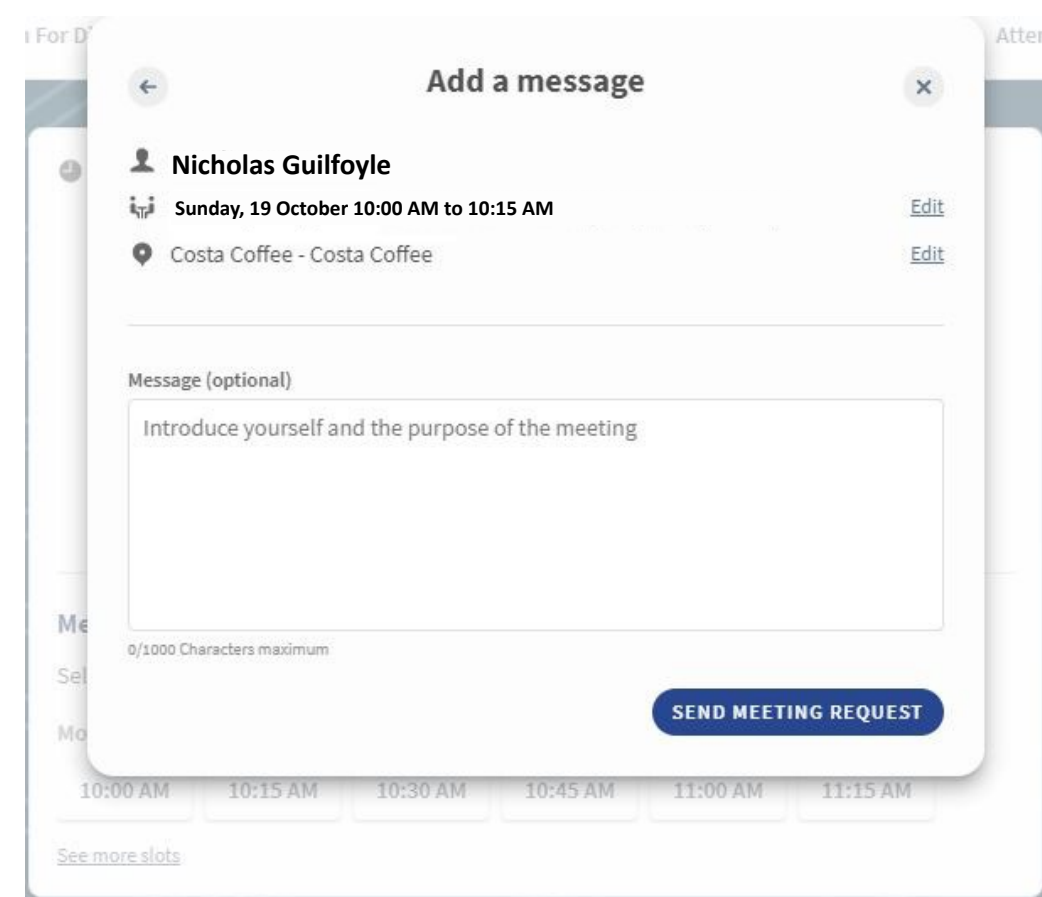 For D
Atten
Add a message
Nicholas Guilfoyle
Sunday, 19 October 10:00 AM to 10:15 AM
Edit
Costa Coffee - Costa Coffee
Edit
Message (optional)
Introduce yourself and the purpose of the meeting
0/1000 Characters maximum
Me
Sel
Mo
SEND MEETING REQUEST
10:00 AM
10:15 AM
10:30 AM
10:45 AM
11:00 AM
11:15 AM
See more slots